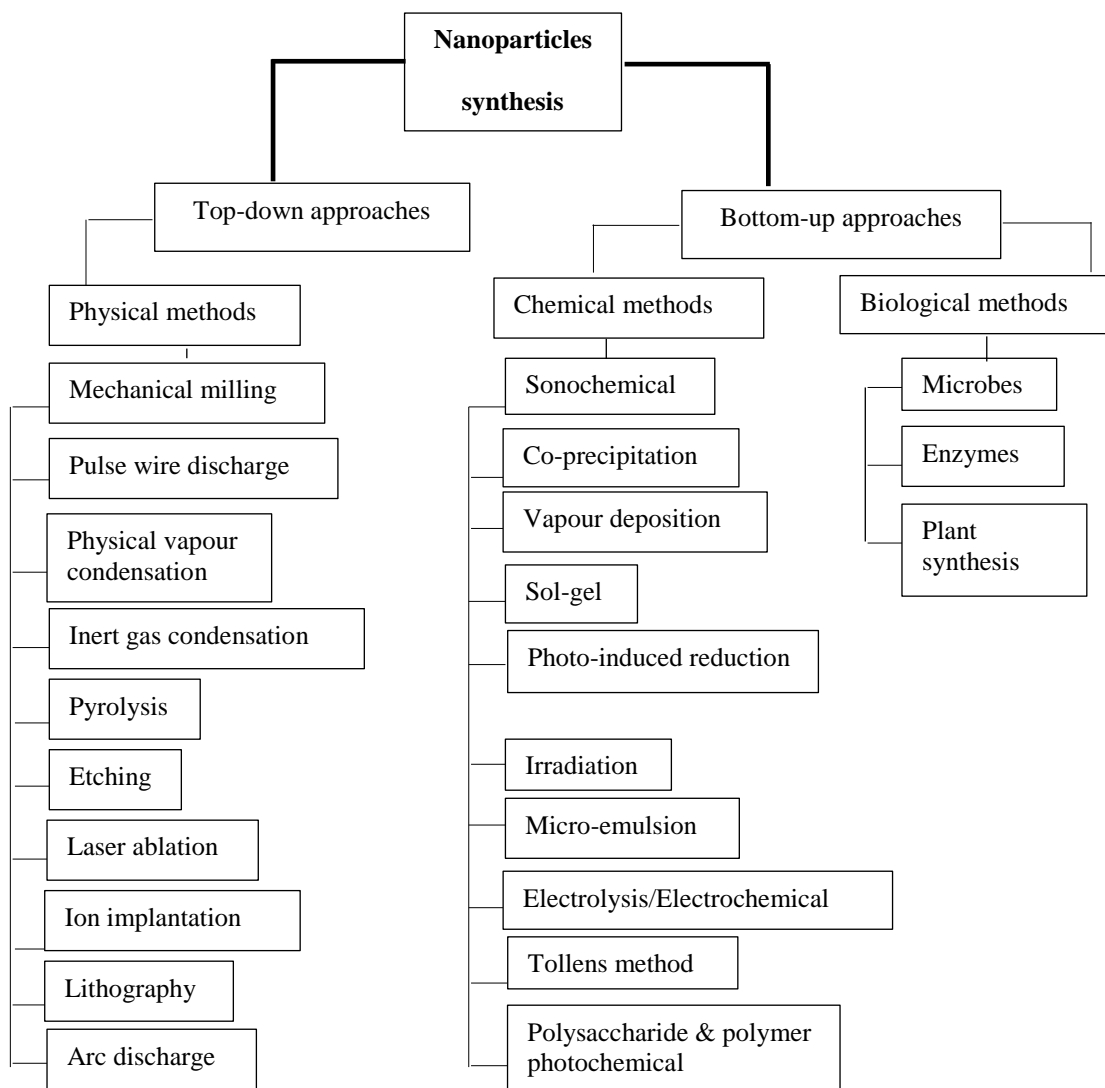 Nanoparticles
synthesis
Top-down approaches
Bottom-up approaches
Physical methods
Chemical methods
Biological methods
Mechanical milling
Pulse wire discharge
Physical vapour
condensation
Inert gas condensation
Pyrolysis
Etching
Laser ablation
Ion implantation
Lithography
Arc discharge
Sonochemical
Co-precipitation
Vapour deposition
Sol-gel
Photo-induced reduction
Irradiation
Micro-emulsion
Electrolysis/Electrochemical
Tollens method
Polysaccharide & polymer
photochemical
Microbes
Enzymes
Plant
synthesis